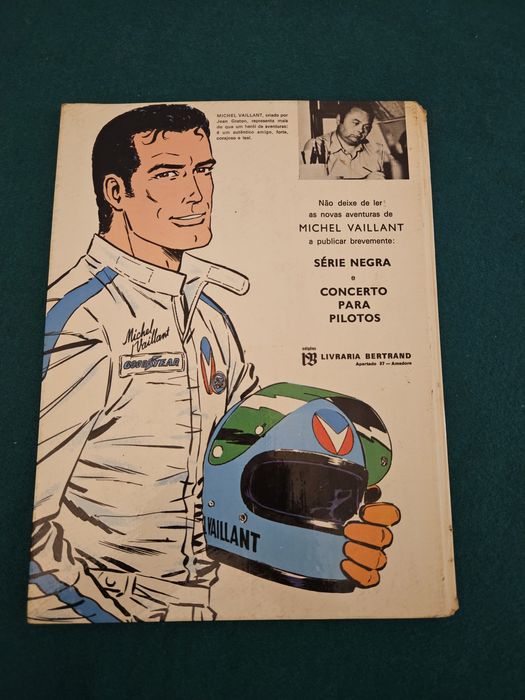 MICHEL VAILLANT, criado por
Jean Graton, representa mais
do que um herói de aventuras:
é um autêntico amigo, forte,
corajoso e leal.
Não deixe de ler
as novas aventuras de
MICHEL VAILLANT
a publicar brevemente:
SÉRIE NEGRA
e
CONCERTO
PARA
PILOTOS
edições
LIVRARIA BERTRAND
Apartado 37 — Amadora
Michel
Vaillant
GOODYEAR
VAILLANT